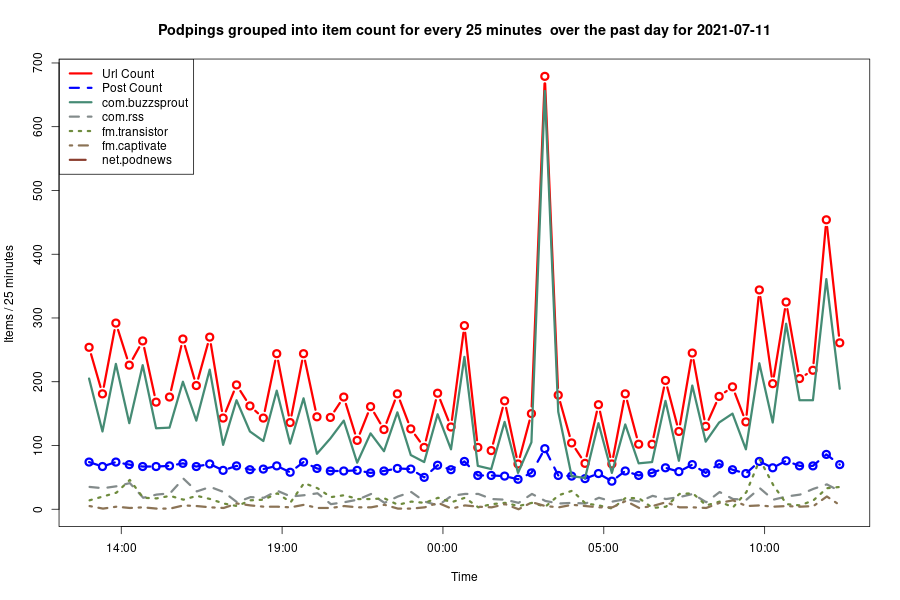 Podpings grouped into item count for every 25 minutes  over the past day for 2021-07-11
Url Count
Post Count
com.buzzsprout
com.rss
fm.transistor
fm.captivate
net.podnews
Items / 25 minutes
700
600
500
400
300
200
100
0
14:00
19:00
00:00
05:00
10:00
Time